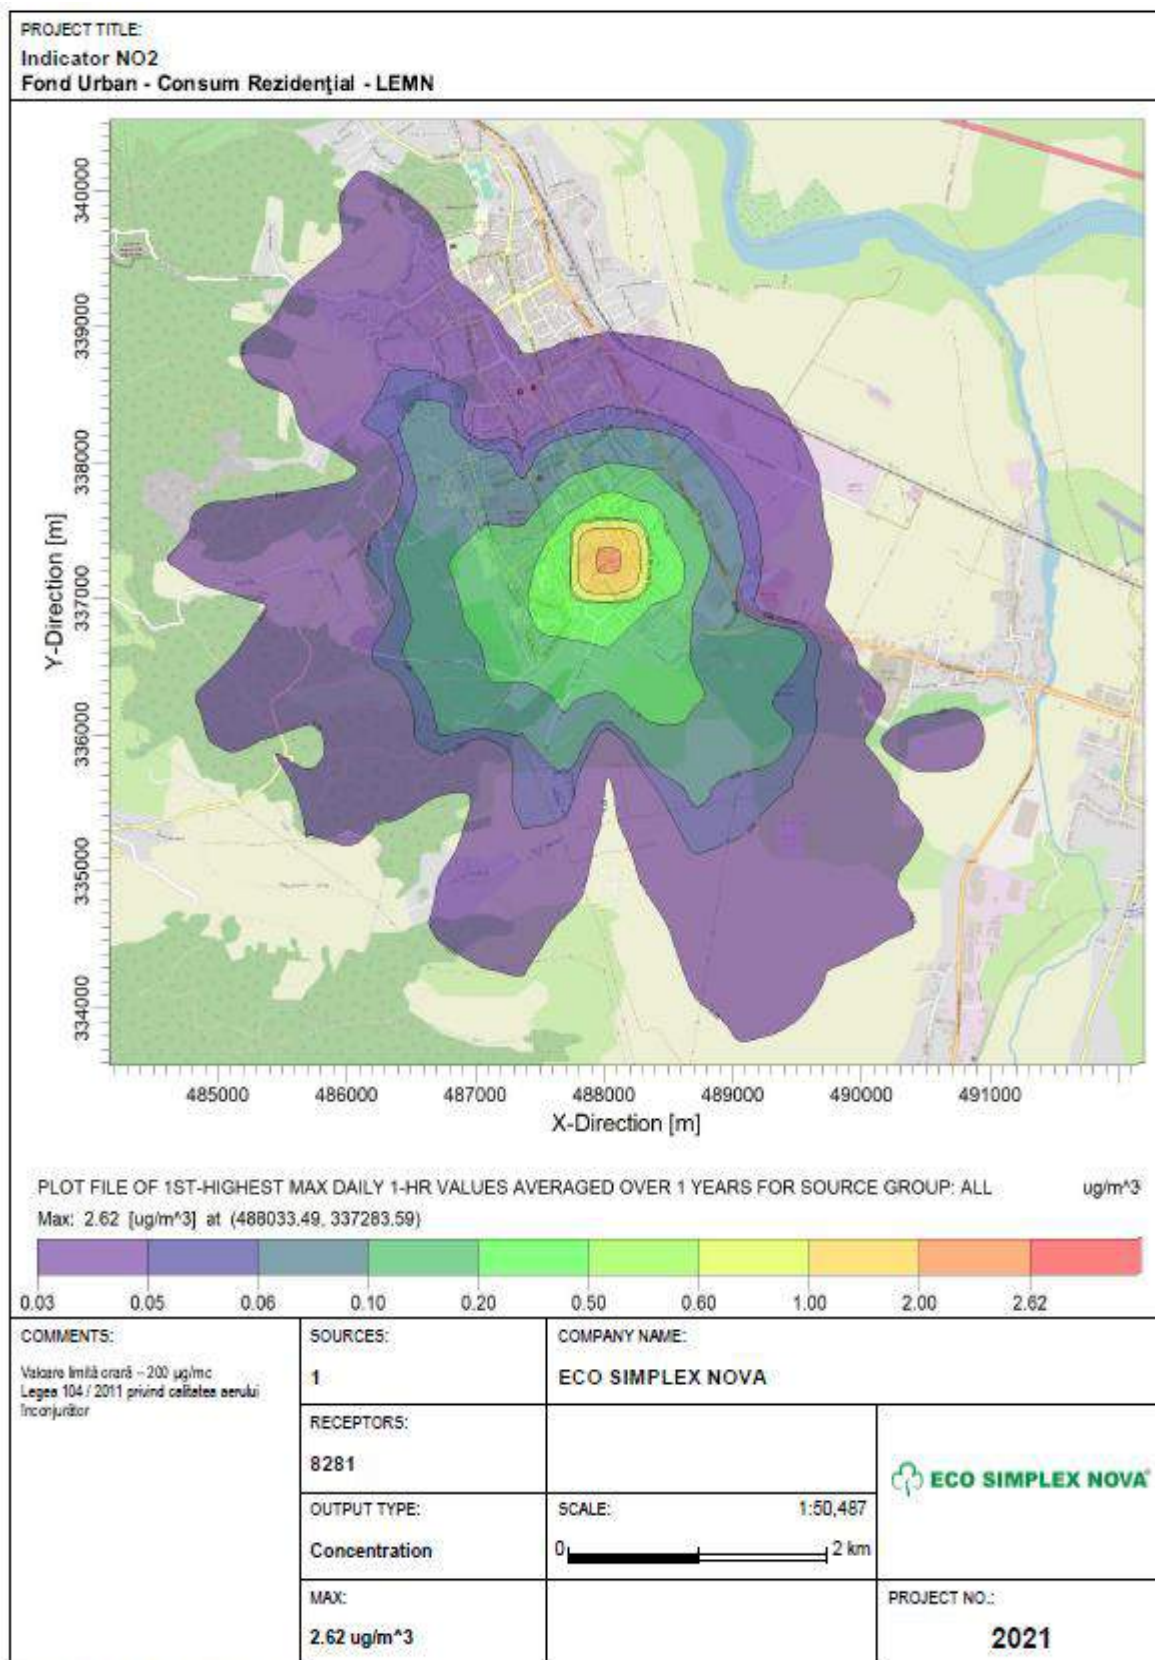 PROJECT TITLE:
Indicator NO2
Fond Urban - Consum Rezidenţial - LEMN
Y-Direction [m]
340000
339000
338000
337000
336000
335000
334000
485000 486000 487000 488000 489000 490000 491000
X-Direction [m]
PLOT FILE OF 1ST-HIGHEST MAX DAILY 1-HR VALUES AVERAGED OVER 1 YEARS FOR SOURCE GROUP: ALL ug/m^3
Max: 2.62 [ug/m^3] at (488033.49, 337283.59)
0.03 0.05 0.06 0.10 0.20 0.50 0.60 1.00 2.00 2.62
COMMENTS:
Valoare limită orară – 200 µg/mc
Legea 104 / 2011 privind calitatea aerului
înconjurător
SOURCES:
1
COMPANY NAME:
ECO SIMPLEX NOVA
RECEPTORS:
8281
ECO SIMPLEX NOVA®
OUTPUT TYPE:
Concentration
SCALE: 1:50,487
0 2 km
MAX:
2.62 ug/m^3
PROJECT NO.:
2021